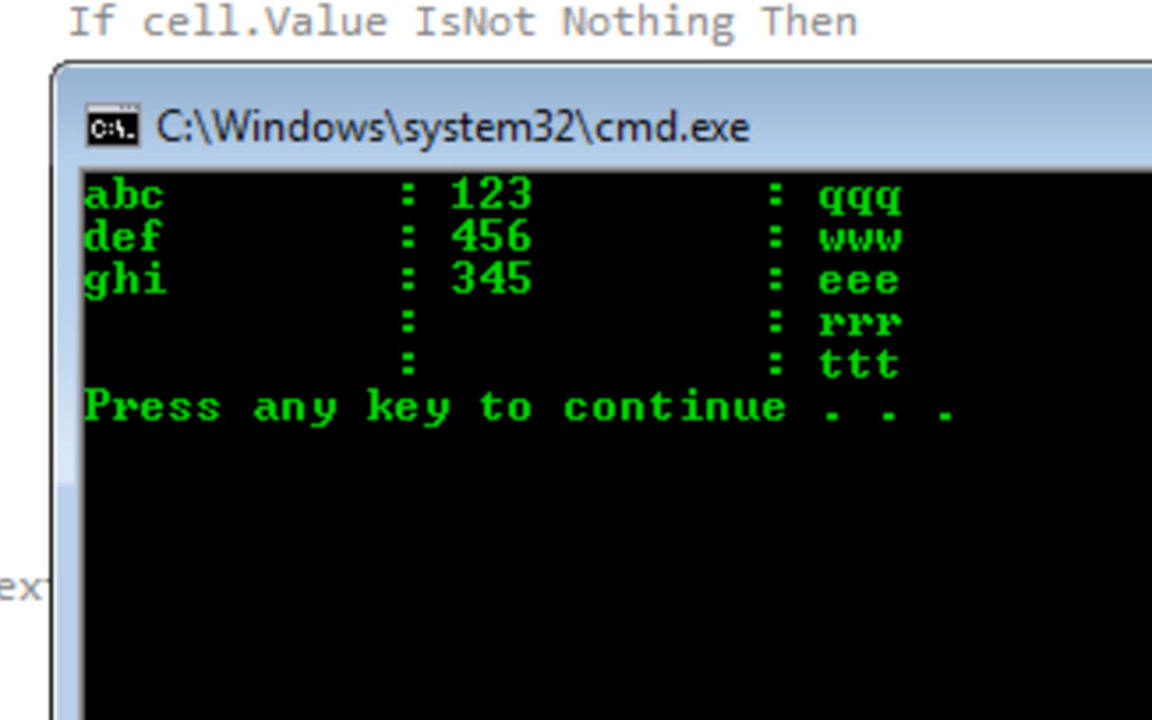 If cell.Value IsNot Nothing Then
C:\Windows\system32\cmd.exe
abc : 123 : qqq
def : 456 : www
ghi : 345 : eee
: : rrr
: : ttt
Press any key to continue . . .